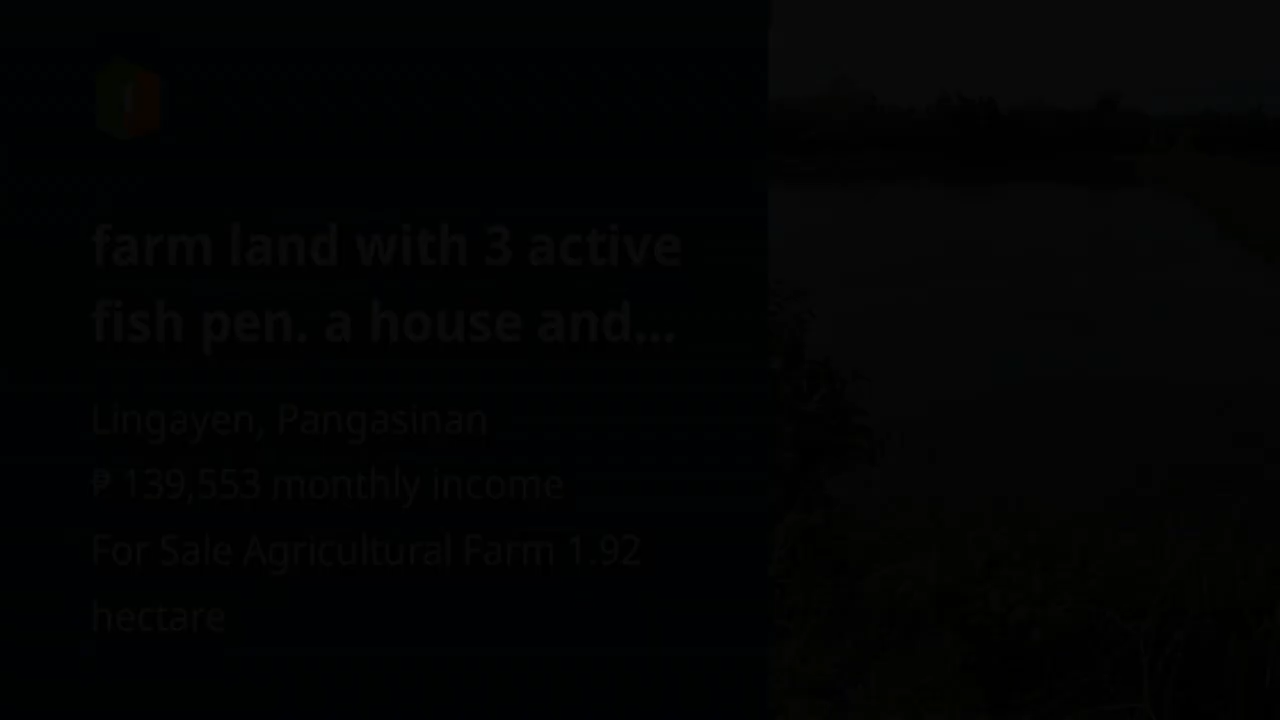 farm land with 3 active
fish pen. a house and...
Lingayen, Pangasinan
₱ 139,553 monthly income
For Sale Agricultural Farm 1.92
hectare